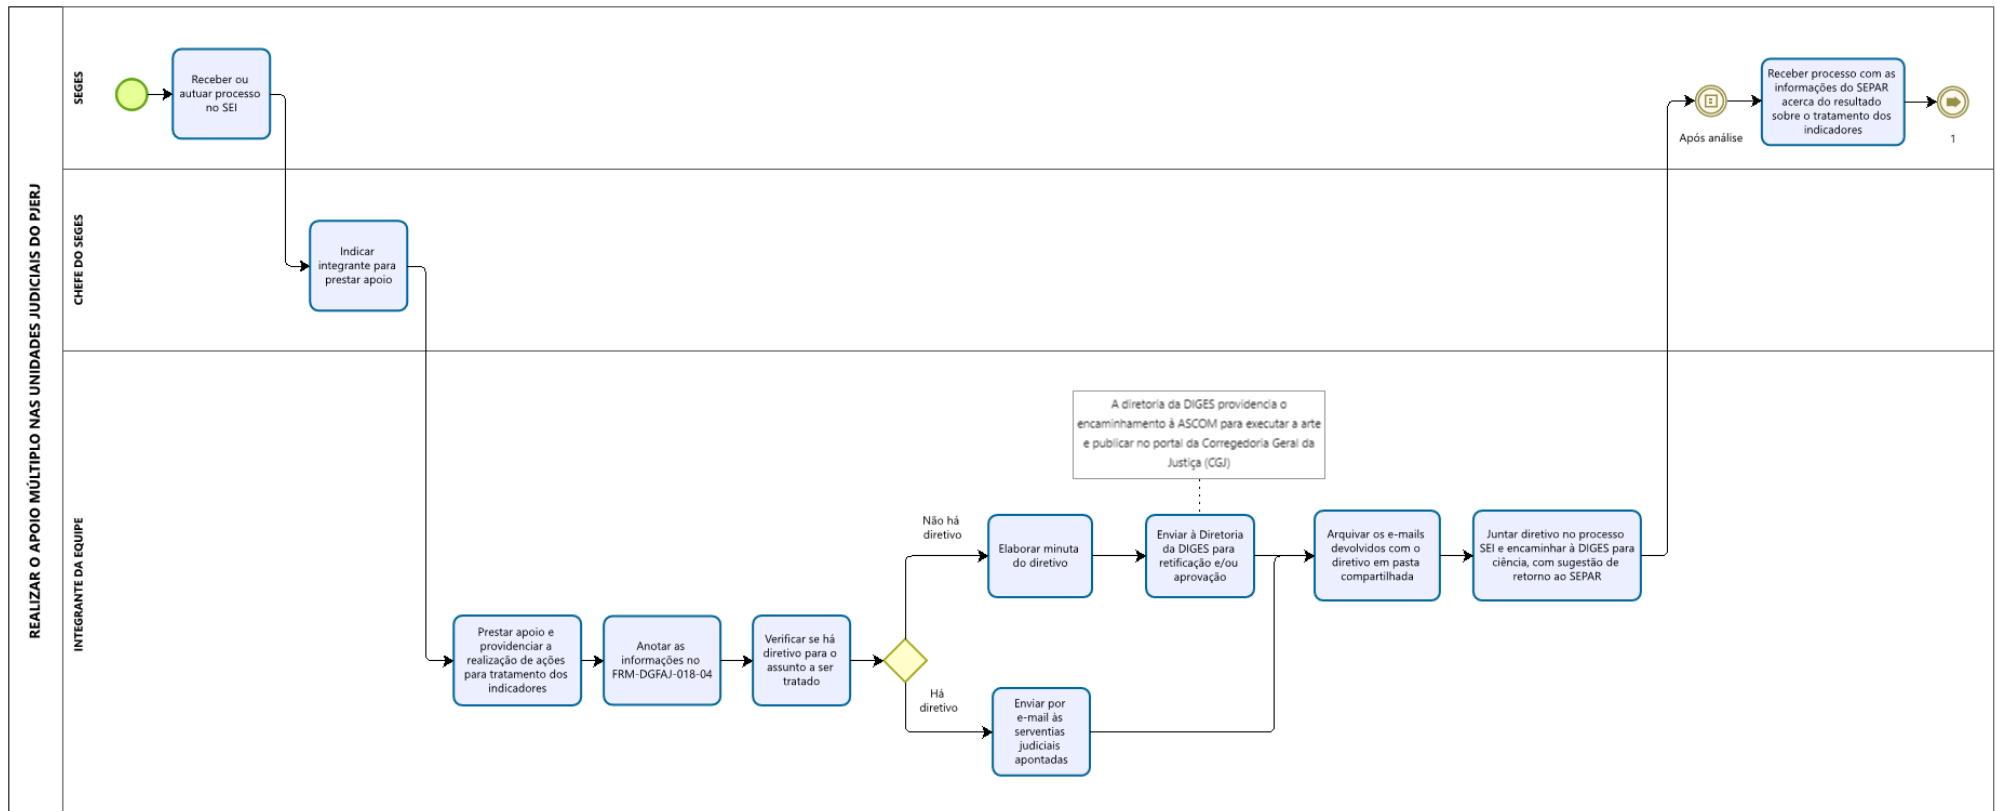 REALIZAR O APOIO MÚLTIPLO NAS UNIDADES JUDICIAIS DO PJERJ
SEGES
Receber ou
autuar processo
no SEI
Após análise
Receber processo com as
informações do SEPAR
acerca do resultado
sobre o tratamento dos
indicadores
1
CHEFE DO SEGES
Indicar
integrante para
prestar apoio
INTEGRANTE DA EQUIPE
Prestar apoio e
providenciar a
realização de ações
para tratamento dos
indicadores
Anotar as
informações no
FRM-DGFAJ-018-04
Verificar se há
diretivo para o
assunto a ser
tratado
Não há
diretivo
Elaborar minuta
do diretivo
A diretoria da DIGES providencia o
encaminhamento à ASCOM para executar a arte
e publicar no portal da Corregedoria Geral da
Justiça (CGJ)
Enviar à Diretoria
da DIGES para
retificação e/ou
aprovação
Há
diretivo
Enviar por
e-mail às
serventias
judiciais
apontadas
Arquivar os e-mails
devolvidos com o
diretivo em pasta
compartilhada
Juntar diretivo no processo
SEI e encaminhar à DIGES para
ciência, com sugestão de
retorno ao SEPAR